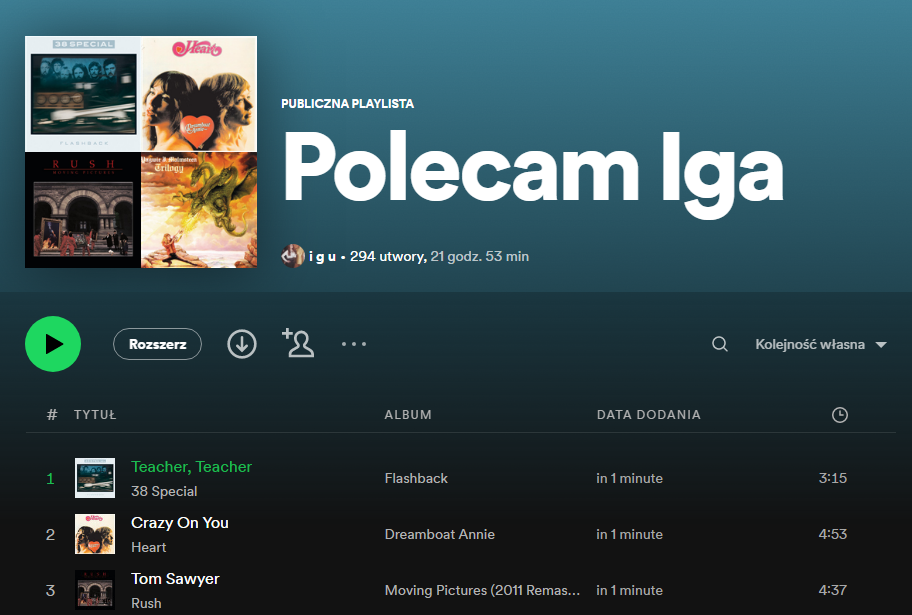 38 SPECIAL
Heart
Dreamboat Annie
FLASHBACK
RUSH
MOVING PICTURES
Yngwie J. Malmsteen
Trilogy
PUBLICZNA PLAYLISTA
Polecam Iga
i g u • 294 utwory, 21 godz. 53 min
Rozszerz
Kolejność własna
# TYTUŁ ALBUM DATA DODANIA
1 Teacher, Teacher Flashback in 1 minute 3:15
38 Special
2 Crazy On You Dreamboat Annie in 1 minute 4:53
Heart
3 Tom Sawyer Moving Pictures (2011 Remas... in 1 minute 4:37
Rush